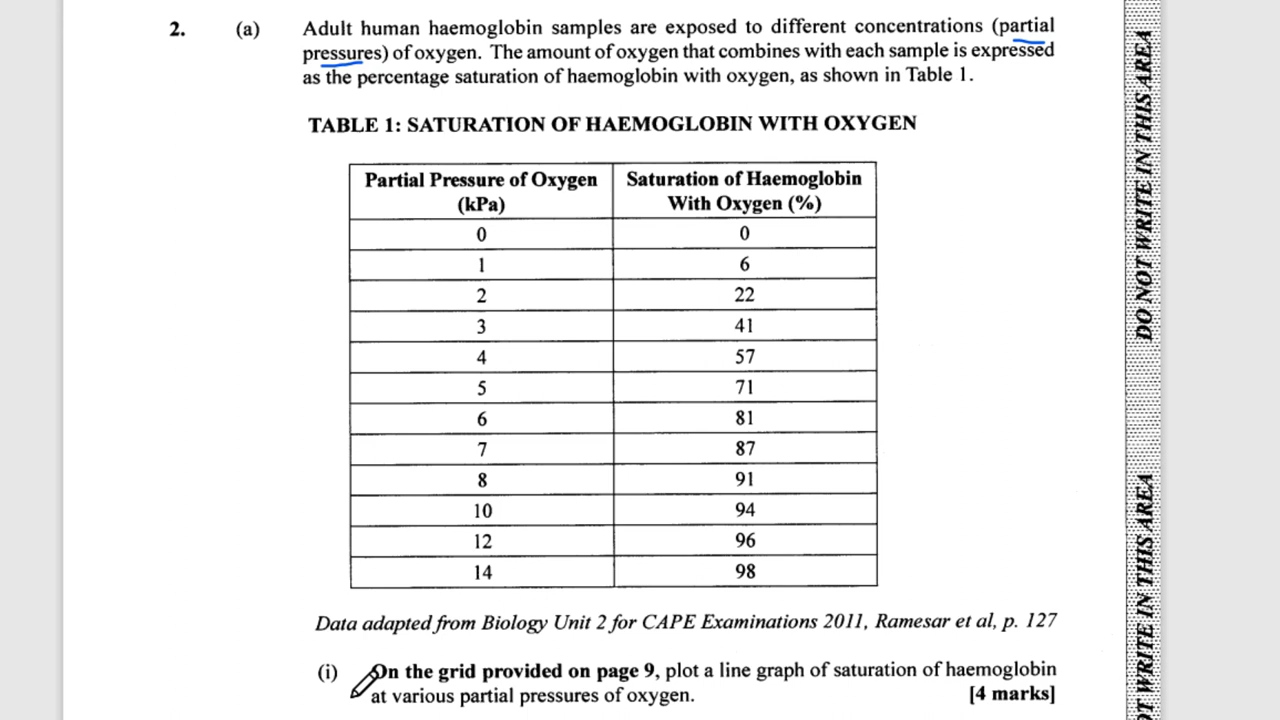 2. (a) Adult human haemoglobin samples are exposed to different concentrations (partial
pressures) of oxygen. The amount of oxygen that combines with each sample is expressed
as the percentage saturation of haemoglobin with oxygen, as shown in Table 1.
TABLE 1: SATURATION OF HAEMOGLOBIN WITH OXYGEN
Partial Pressure of Oxygen (kPa) Saturation of Haemoglobin With Oxygen (%)
0 0
1 6
2 22
3 41
4 57
5 71
6 81
7 87
8 91
10 94
12 96
14 98
Data adapted from Biology Unit 2 for CAPE Examinations 2011, Ramesar et al, p. 127
(i) On the grid provided on page 9, plot a line graph of saturation of haemoglobin
at various partial pressures of oxygen. [4 marks]
DO NOT WRITE IN THIS AREA
WRITE IN THIS AREA